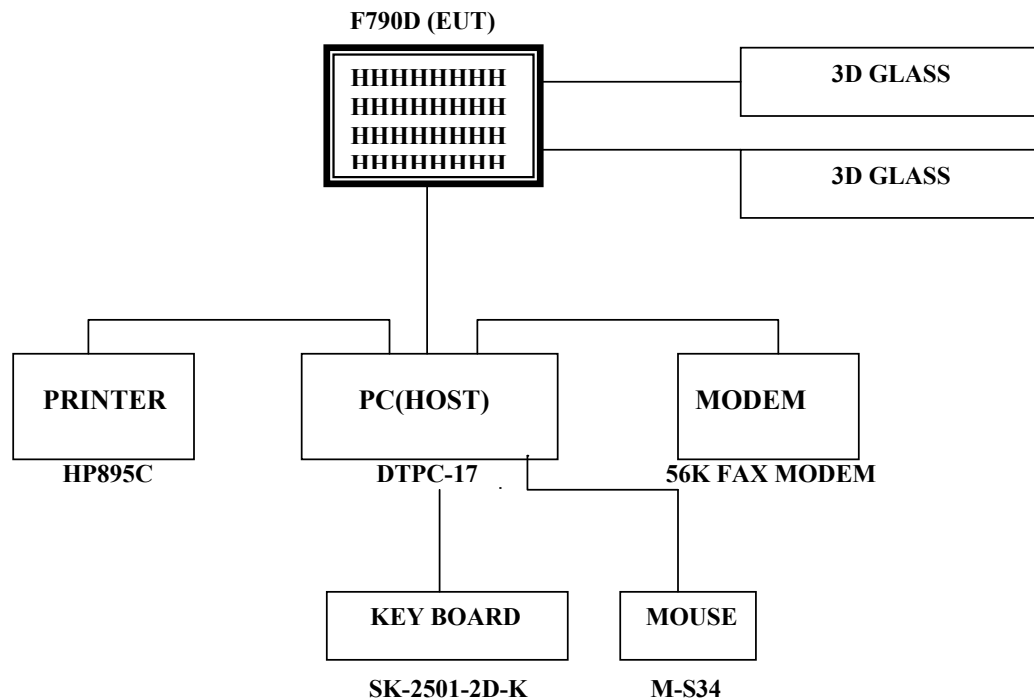 F790D (EUT)
HHHHHHHH
HHHHHHHH
HHHHHHHH
HHHHHHHH
3D GLASS
3D GLASS
PRINTER
PC(HOST)
MODEM
HP895C
DTPC-17
56K FAX MODEM
KEY BOARD
MOUSE
SK-2501-2D-K
M-S34